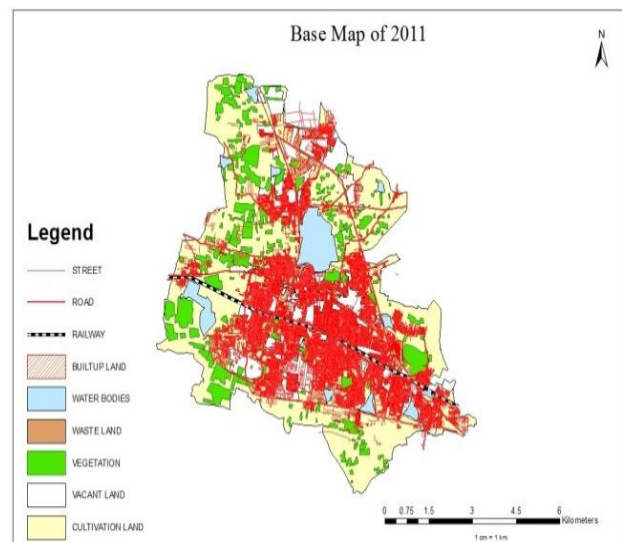 Base Map of 2011
N
Legend
STREET
ROAD
RAILWAY
BUILTUP LAND
WATER BODIES
WASTE LAND
VEGETATION
VACANT LAND
CULTIVATION LAND
0 0.75 1.5 3 4.5 6
Kilometers
1 cm = 1 km